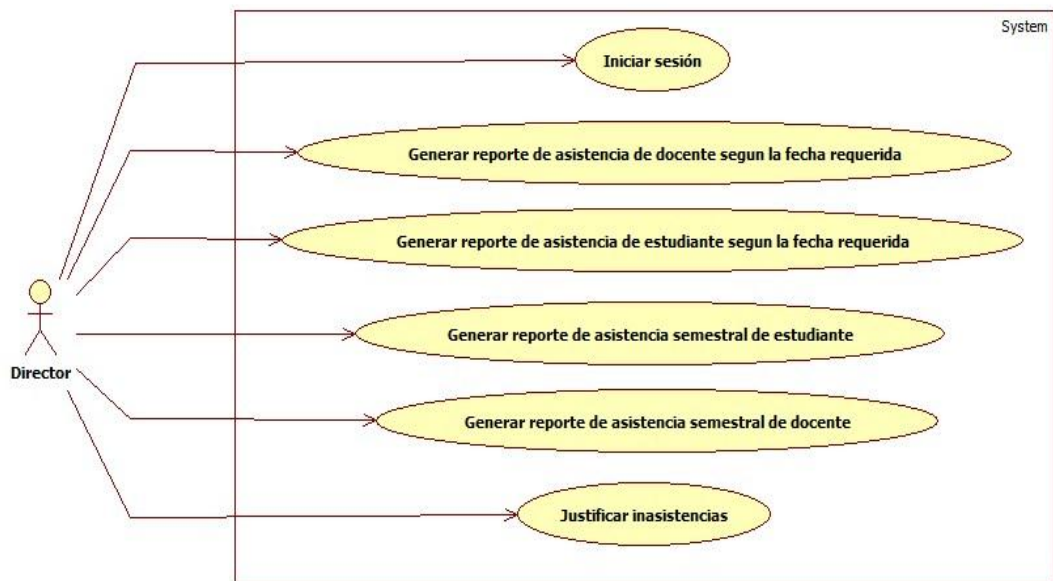 System
Iniciar sesión
Generar reporte de asistencia de docente segun la fecha requerida
Generar reporte de asistencia de estudiante segun la fecha requerida
Generar reporte de asistencia semestral de estudiante
Director
Generar reporte de asistencia semestral de docente
Justificar inasistencias